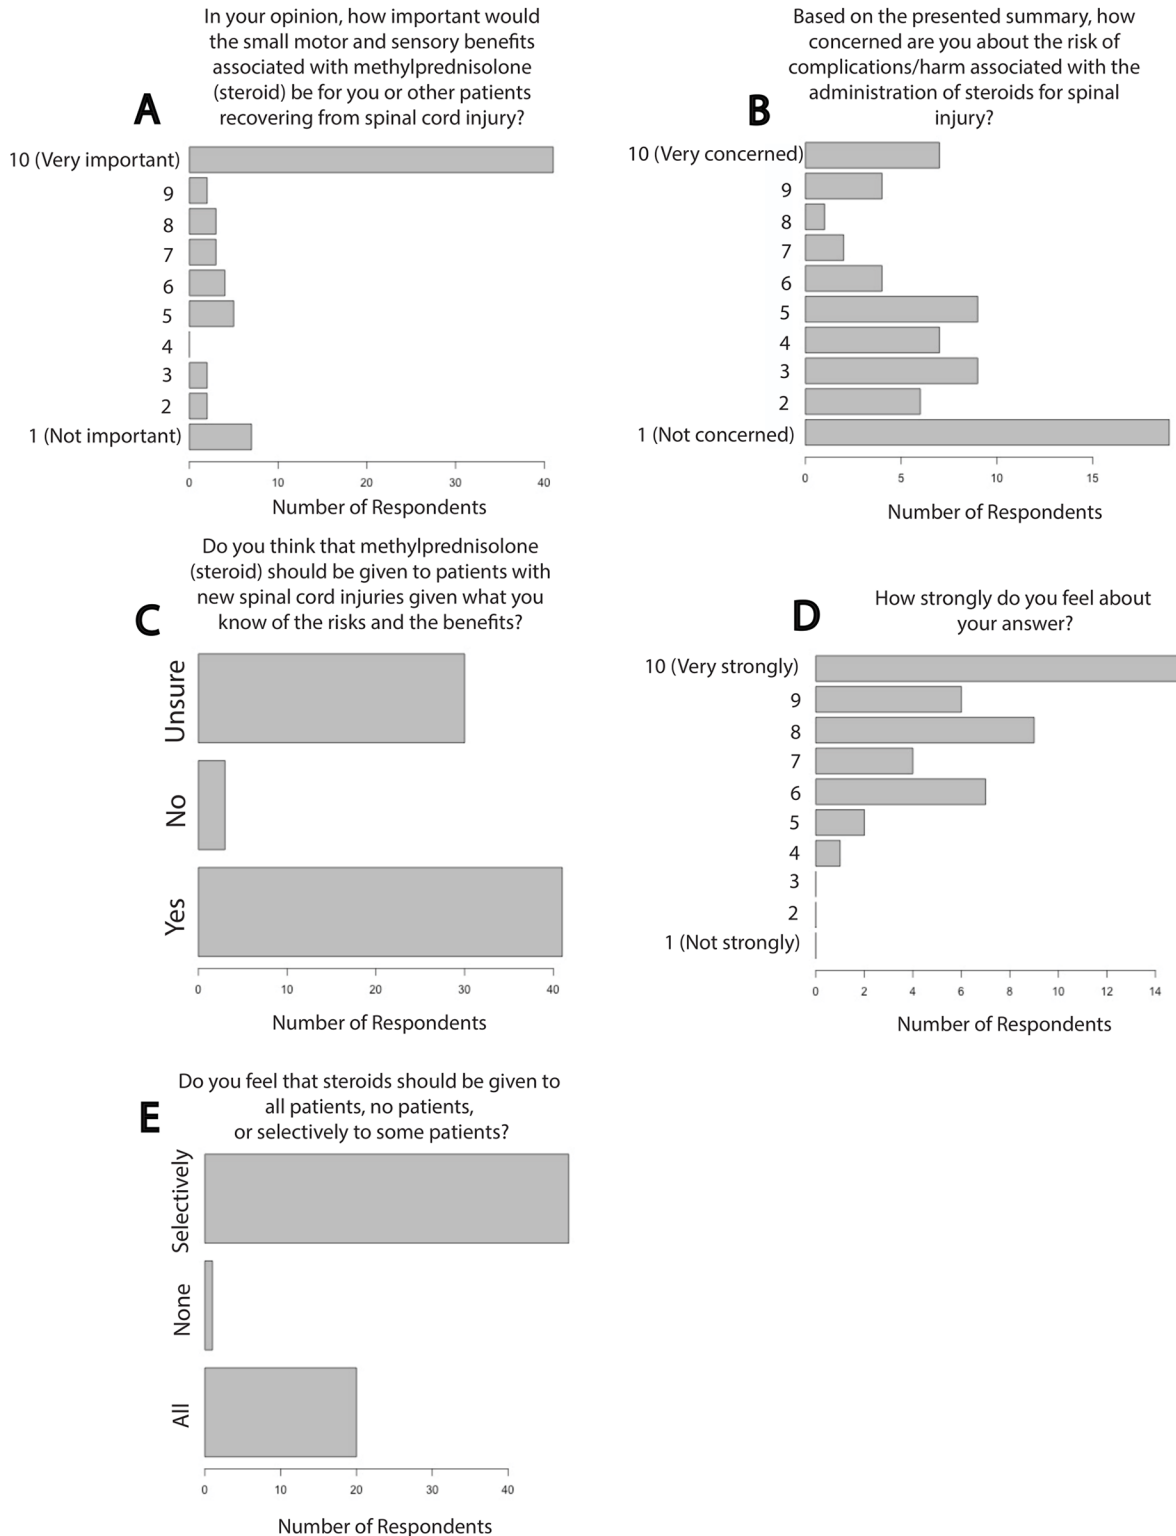 In your opinion, how important would
the small motor and sensory benefits
associated with methylprednisolone
(steroid) be for you or other patients
recovering from spinal cord injury?
A
10 (Very important)
9
8
7
6
5
4
3
2
1 (Not important)
0 10 20 30 40
Number of Respondents
Based on the presented summary, how
concerned are you about the risk of
complications/harm associated with the
administration of steroids for spinal
injury?
B
10 (Very concerned)
9
8
7
6
5
4
3
2
1 (Not concerned)
0 5 10 15
Number of Respondents
Do you think that methylprednisolone
(steroid) should be given to patients with
new spinal cord injuries given what you
know of the risks and the benefits?
C
Unsure
No
Yes
0 10 20 30 40
Number of Respondents
How strongly do you feel about
your answer?
D
10 (Very strongly)
9
8
7
6
5
4
3
2
1 (Not strongly)
0 2 4 6 8 10 12 14
Number of Respondents
Do you feel that steroids should be given to
all patients, no patients,
or selectively to some patients?
E
Selectively
None
All
0 10 20 30 40
Number of Respondents